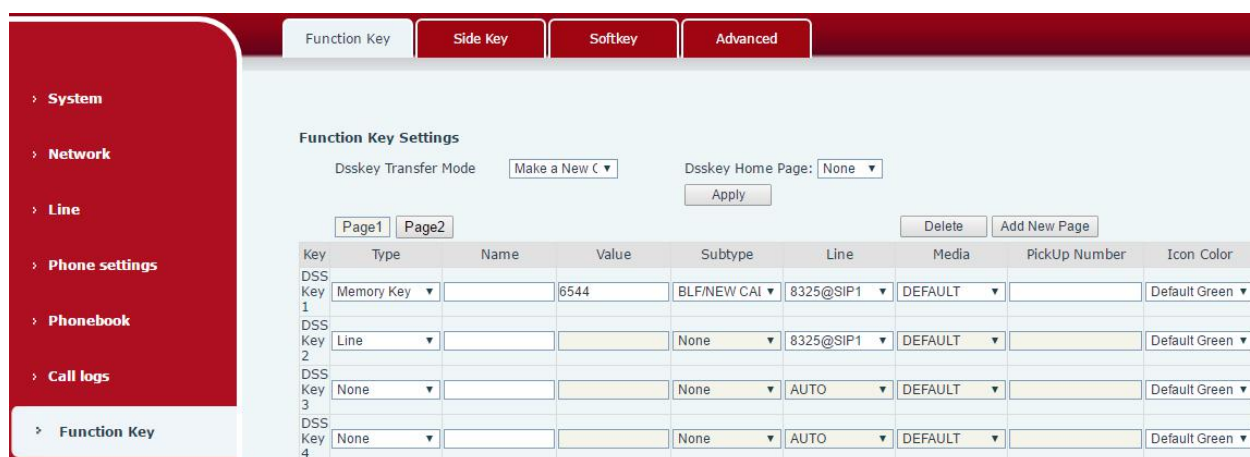 Function Key Side Key Softkey Advanced
› System
› Network
› Line
› Phone settings
› Phonebook
› Call logs
› Function Key
Function Key Settings
Dsskey Transfer Mode Make a New C Dsskey Home Page: None
Apply
Page1 Page2 Delete Add New Page
Key Type Name Value Subtype Line Media PickUp Number Icon Color
DSS Key 1 Memory Key 6544 BLF/NEW CAL 8325@SIP1 DEFAULT Default Green
DSS Key 2 Line None 8325@SIP1 DEFAULT Default Green
DSS Key 3 None None AUTO DEFAULT Default Green
DSS Key 4 None None AUTO DEFAULT Default Green